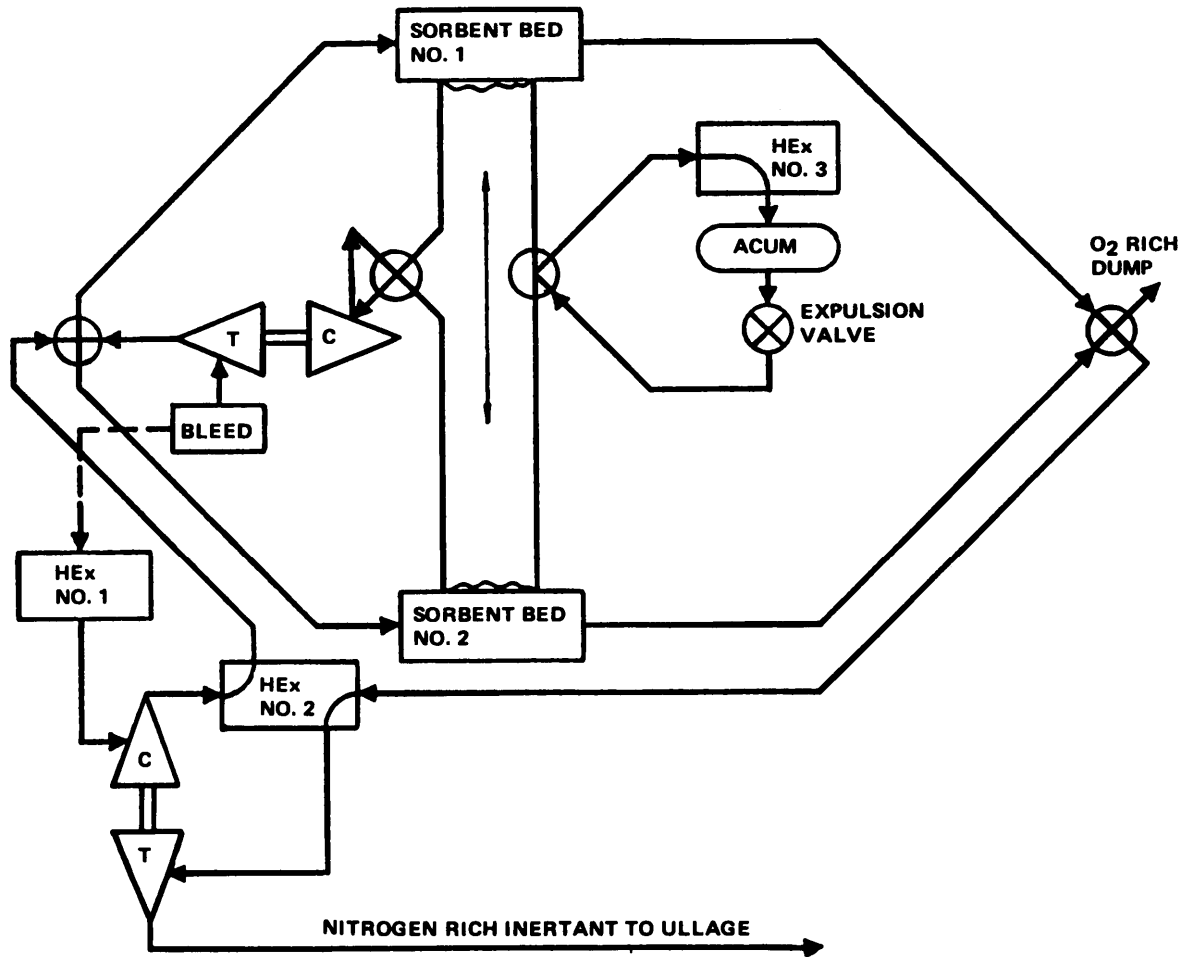 SORBENT BED
NO. 1
HEx
NO. 3
ACUM
O2 RICH
DUMP
EXPULSION
VALVE
T
C
BLEED
HEx
NO. 1
SORBENT BED
NO. 2
HEx
NO. 2
C
T
NITROGEN RICH INERTANT TO ULLAGE